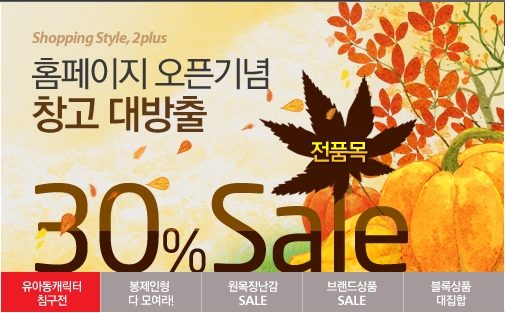 Shopping Style, 2plus
홈페이지 오픈기념
창고 대방출
전품목
30% Sale
유아동캐릭터
침구전
봉제인형
다 모여라!
원목장난감
SALE
브랜드상품
SALE
블록상품
대집합